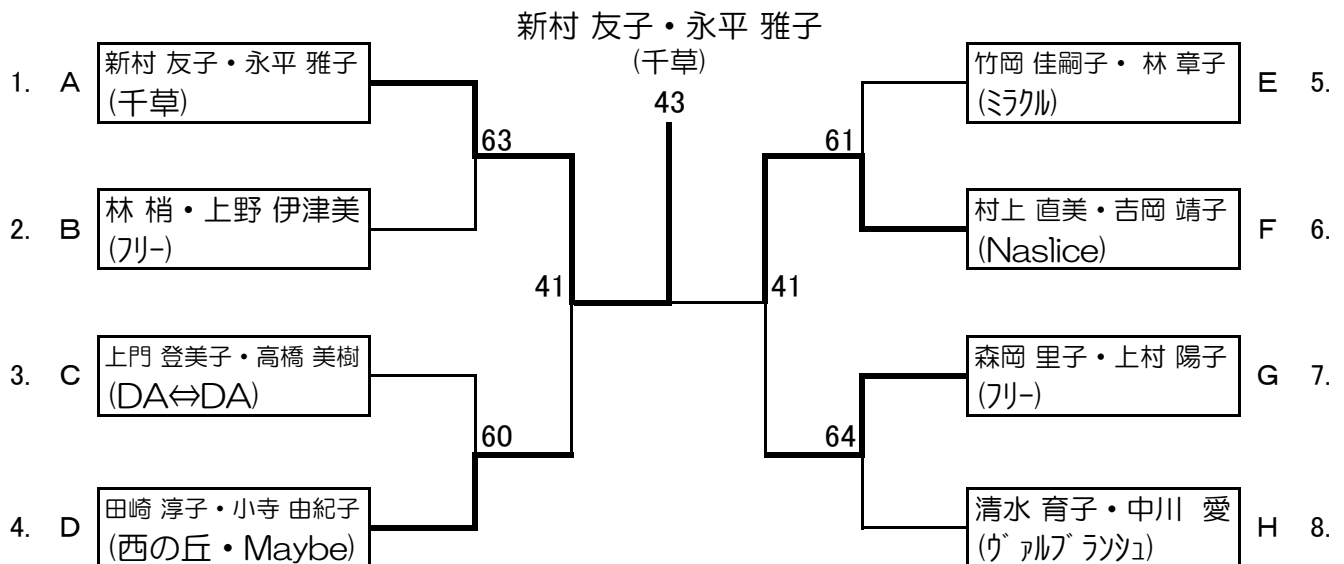 新村 友子・永平 雅子
(千草)
43
1. A 新村 友子・永平 雅子
(千草)
63
2. B 林 梢・上野 伊津美
(フリー)
41
3. C 上門 登美子・高橋 美樹
(DA⇔DA)
60
4. D 田崎 淳子・小寺 由紀子
(西の丘・Maybe)
竹岡 佳嗣子・ 林 章子 E 5.
(ミラクル)
61
村上 直美・吉岡 靖子 F 6.
(Naslice)
41
森岡 里子・上村 陽子 G 7.
(フリー)
64
清水 育子・中川 愛 H 8.
(ヴァルブランシュ)